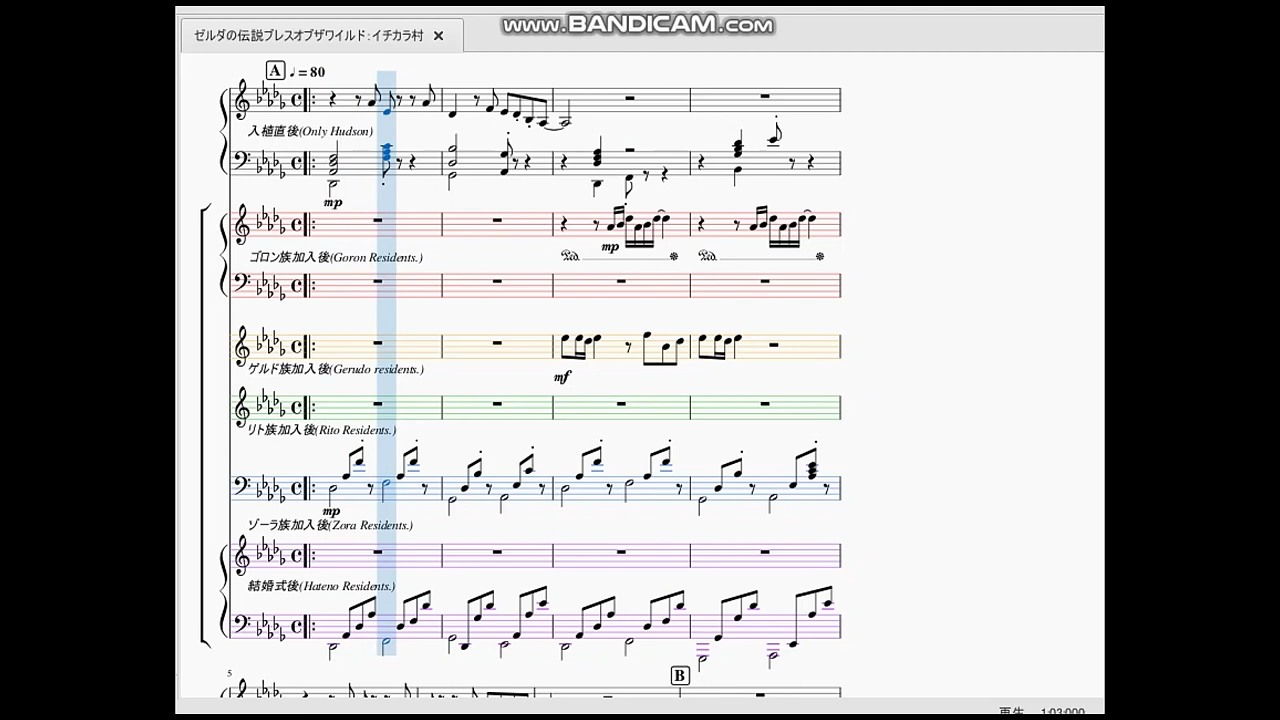 www.BANDICAM.com
ゼルダの伝説ブレスオブザワイルド:イチカラ村 ×
A ♩= 80
入植直後(Only Hudson)
mp
mp
ゴロン族加入後(Goron Residents.)
ゲルド族加入後(Gerudo residents.)
mf
リト族加入後(Rito Residents.)
mp
ゾーラ族加入後(Zora Residents.)
結婚式後(Hateno Residents.)
5
B
再生 1:03:000